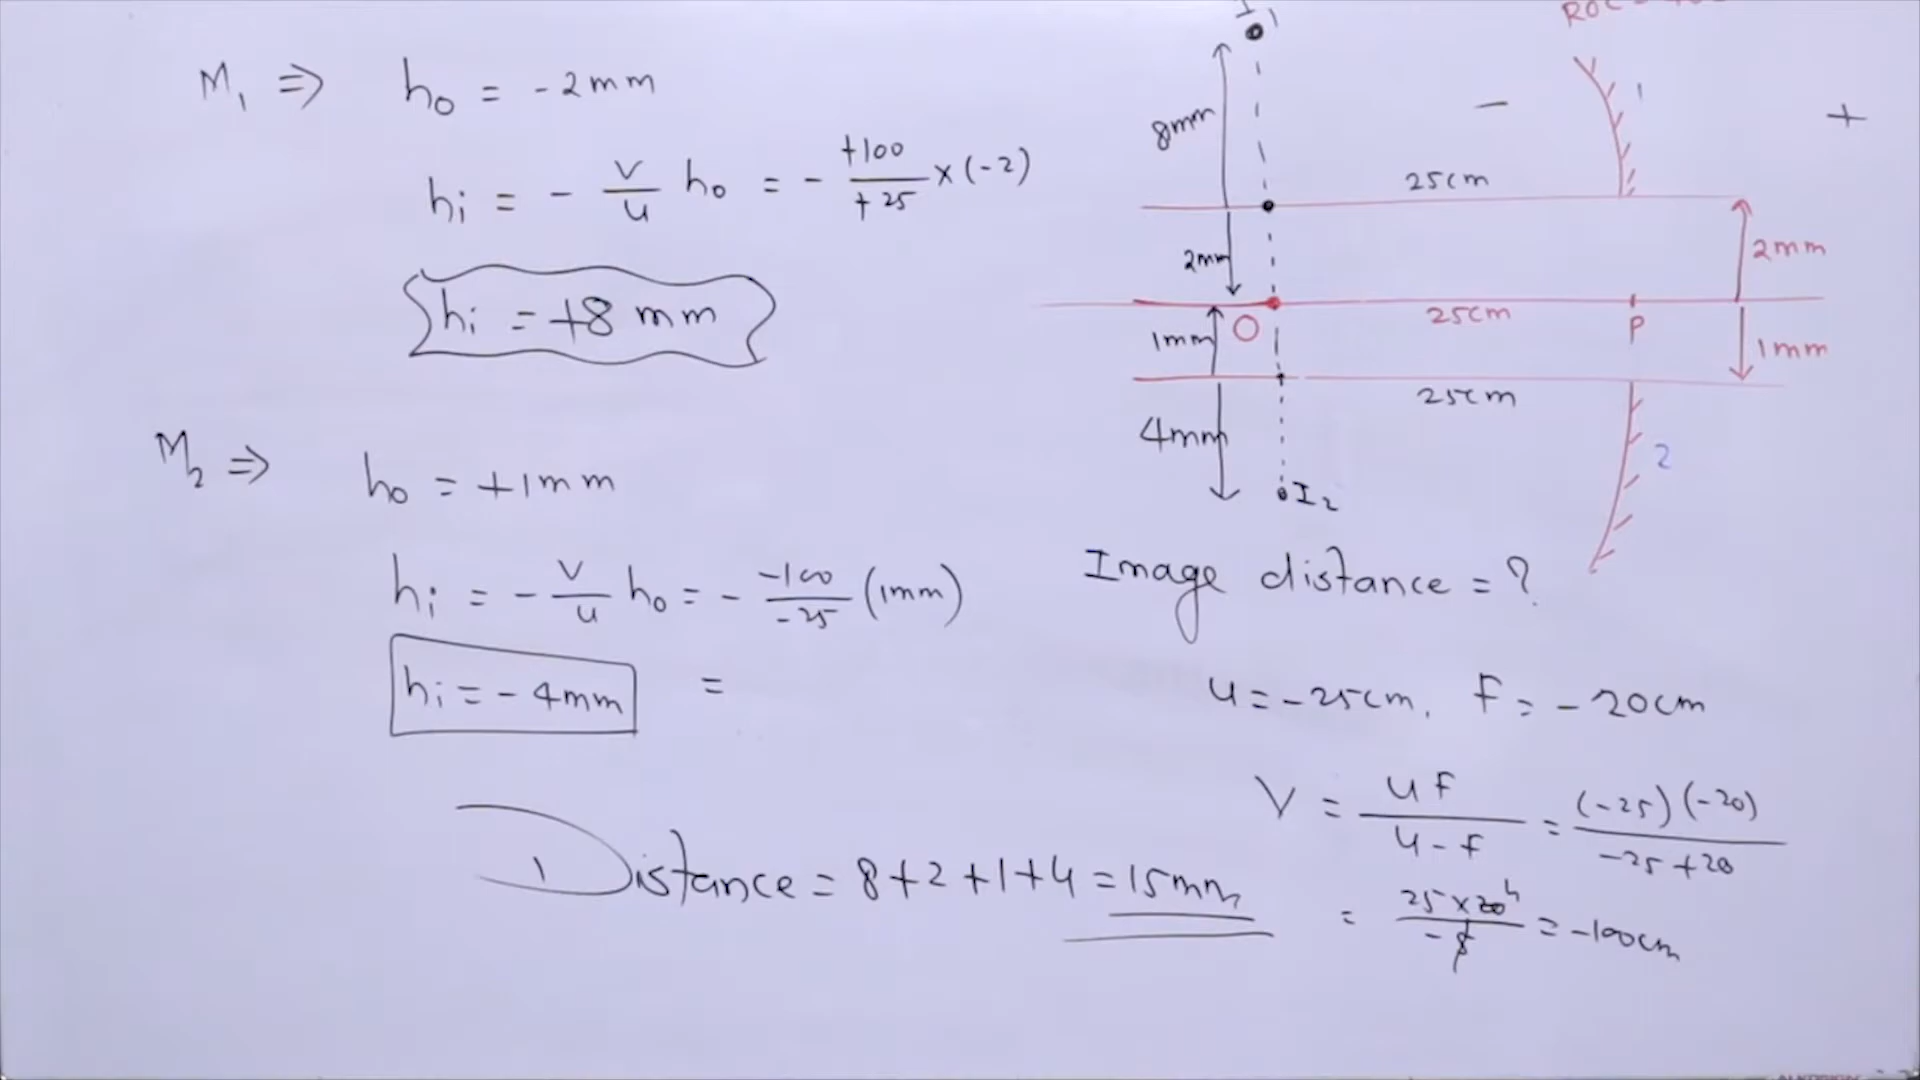 M₁ ⇒ h₀ = -2mm
hᵢ = - v/u h₀ = - +100/+25 × (-2)
hᵢ = +8 mm
M₂ ⇒ h₀ = +1mm
hᵢ = - v/u h₀ = - -100/-25 (1mm)
hᵢ = - 4mm =
Distance = 8+2+1+4 = 15mm
I₁
8mm
- 1 +
25cm
2mm 2mm
O 25cm P
1mm 1mm
25cm
4mm 2
I₂
Image distance = ?
u = -25cm, F = -20cm
V = uF/u-F = (-25)(-20)/-25+20
= 25×20 4/-5 = -100cm